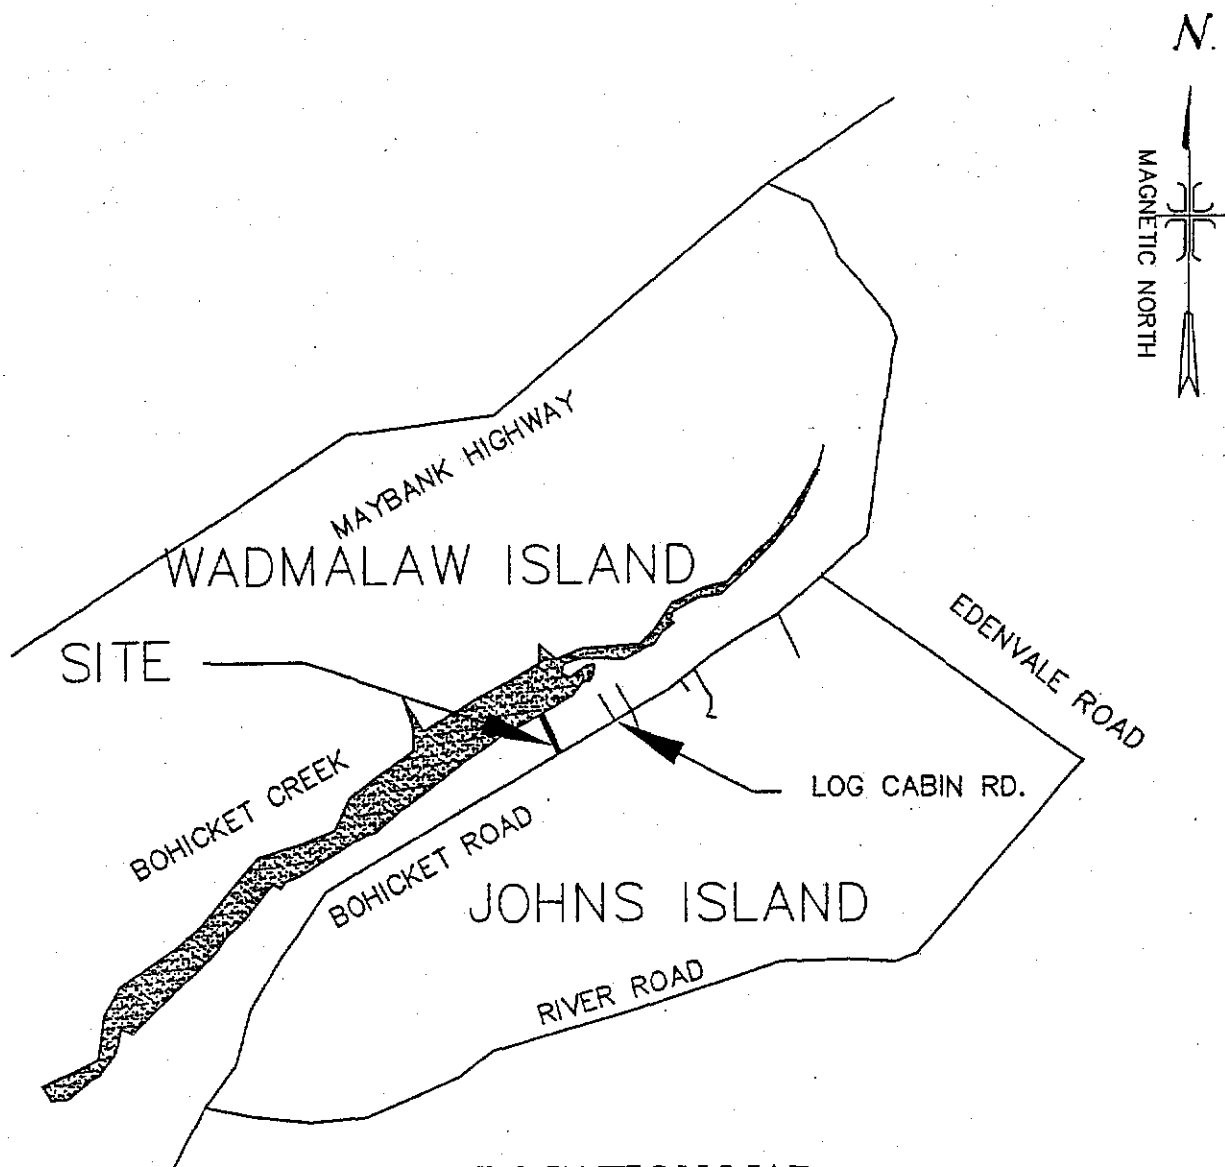 N.
MAGNETIC NORTH
MAYBANK HIGHWAY
WADMALAW ISLAND
SITE
EDENVALE ROAD
BOHICKET CREEK
LOG CABIN RD.
BOHICKET ROAD
JOHNS ISLAND
RIVER ROAD